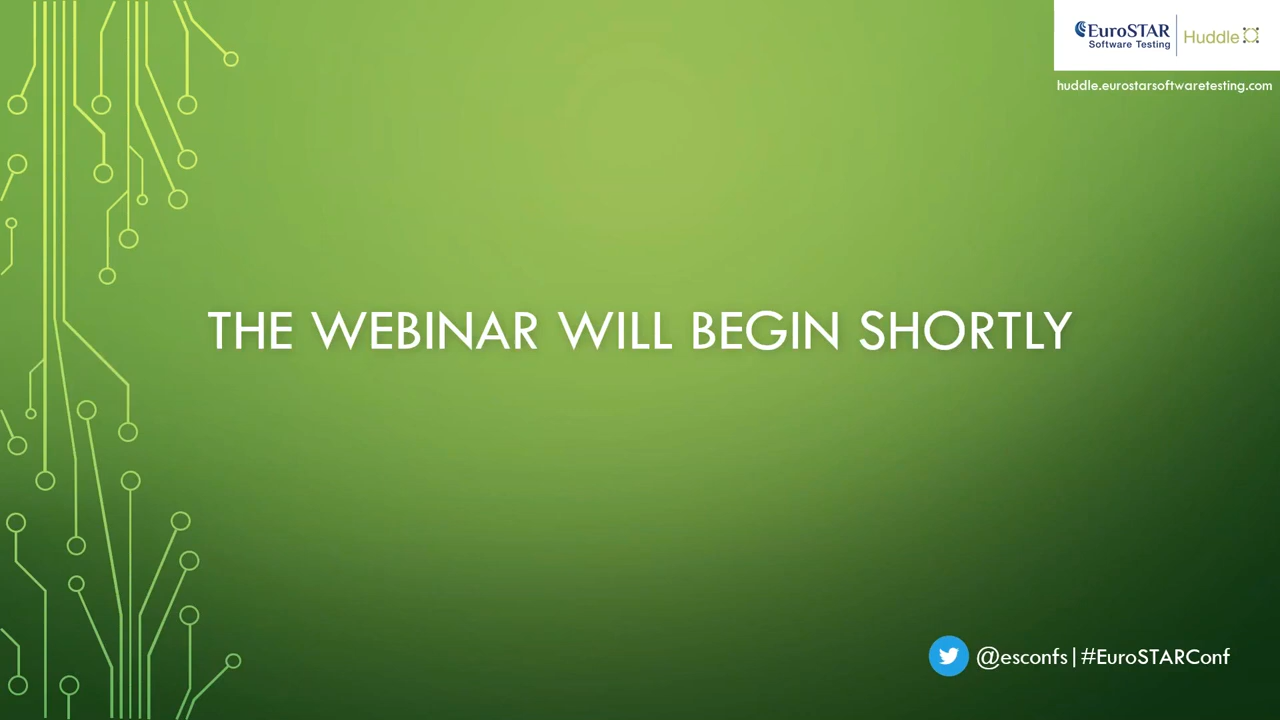 EuroSTAR
Software Testing
Huddle
huddle.eurostarsoftwaretesting.com
THE WEBINAR WILL BEGIN SHORTLY
@esconfs|#EuroSTARConf